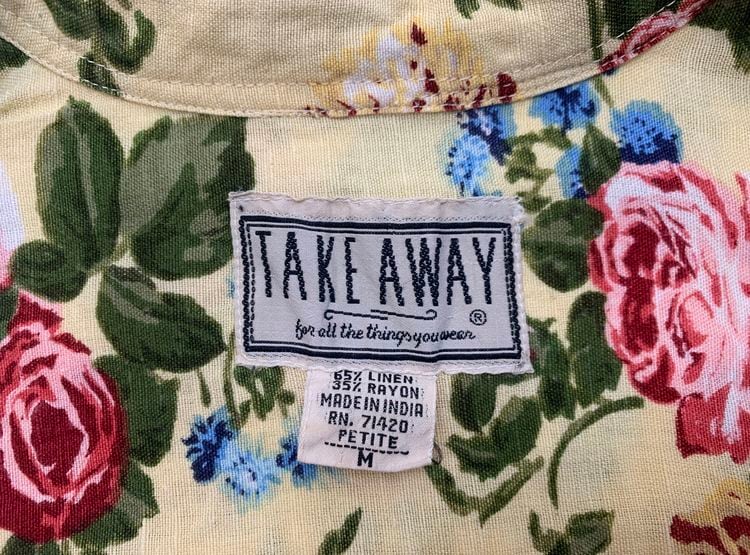 TAKE AWAY
®
for all the things you wear
65% LINEN
35% RAYON
MADE IN INDIA
RN. 71420
PETITE
M